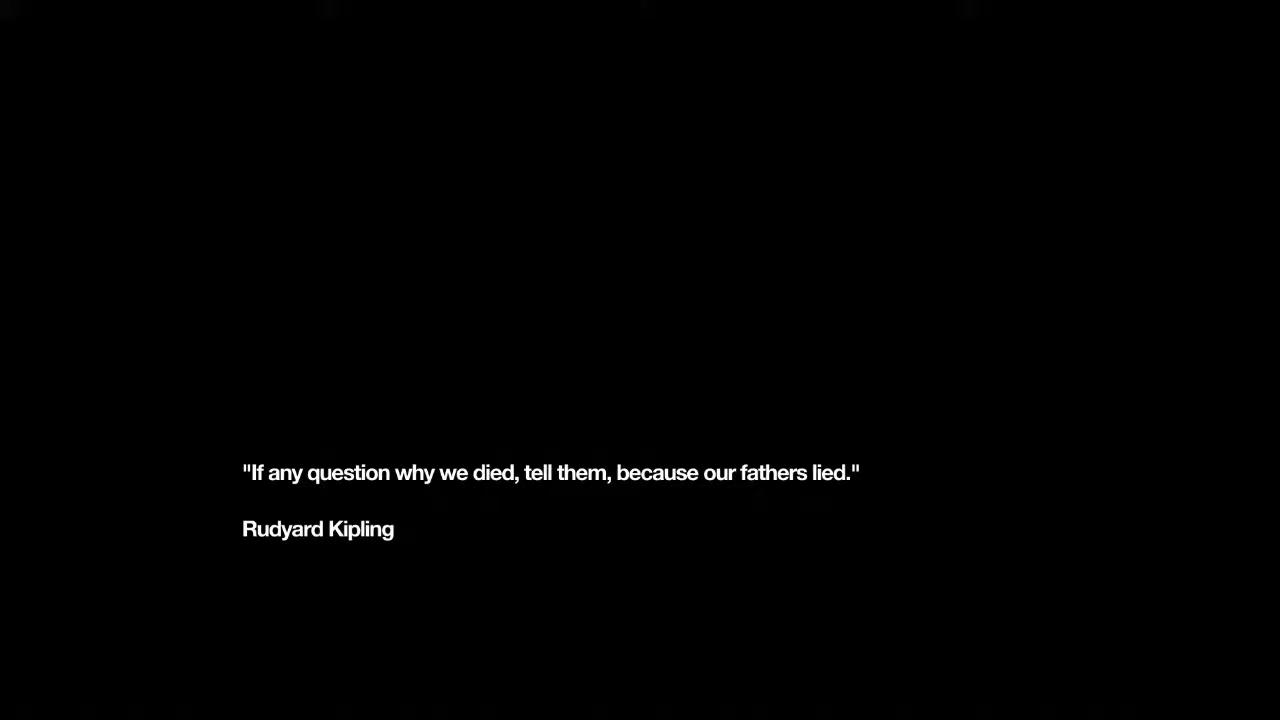 "If any question why we died, tell them, because our fathers lied."
Rudyard Kipling